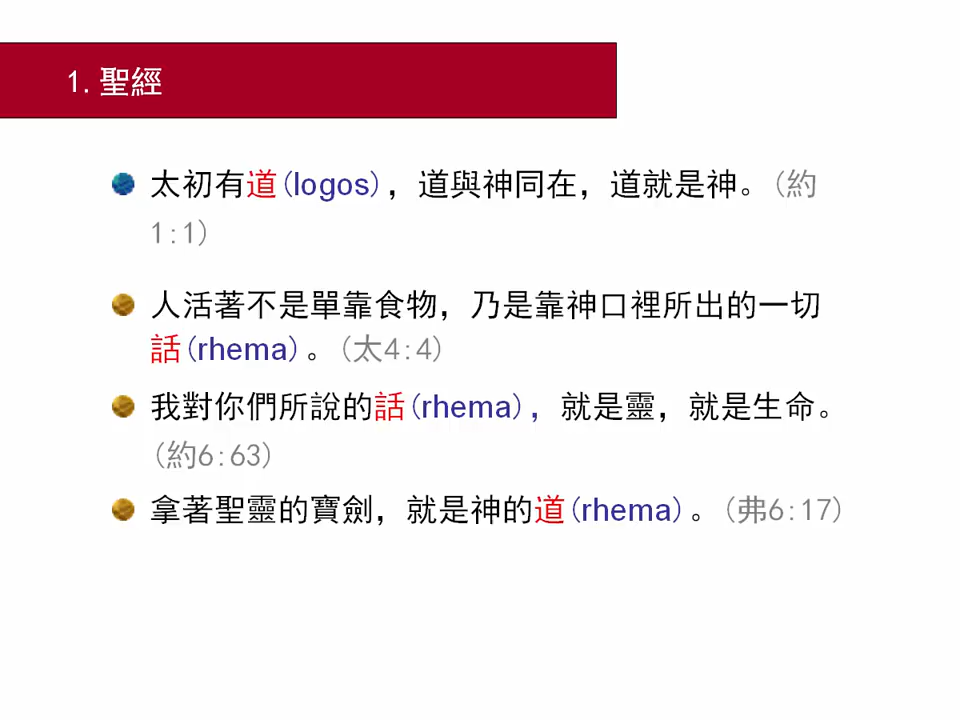 1.聖經
太初有道(logos)，道與神同在，道就是神。(約
1:1)
人活著不是單靠食物，乃是靠神口裡所出的一切
話(rhema)。(太4:4)
我對你們所說的話(rhema)，就是靈，就是生命。
(約6:63)
拿著聖靈的寶劍，就是神的道(rhema)。(弗6:17)